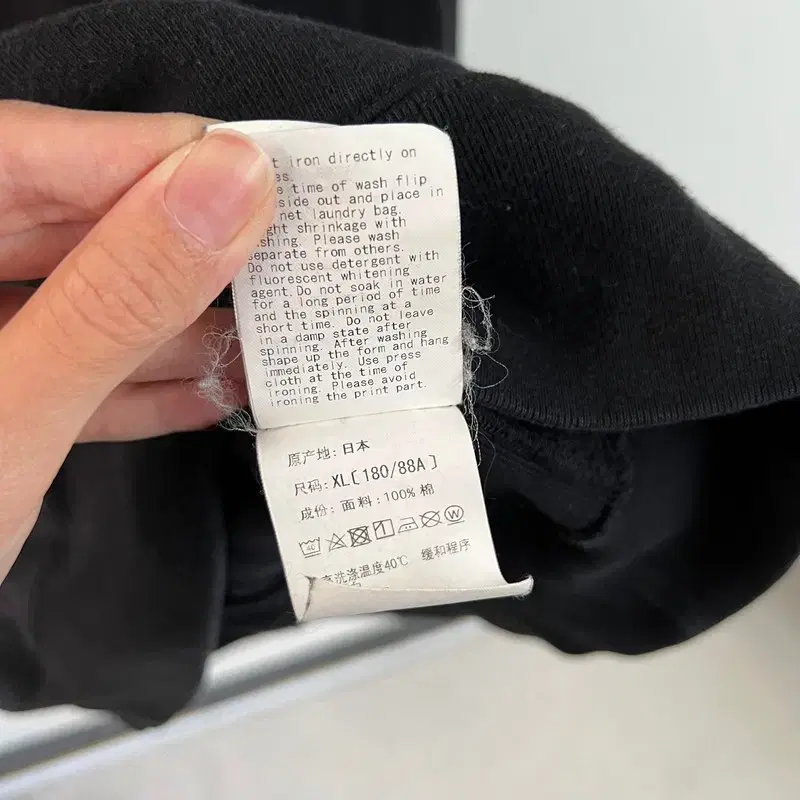 t iron directly on
es.
e time of wash flip
side out and place in
net laundry bag.
ght shrinkage with
shing. Please wash
separate from others.
Do not use detergent with
fluorescent whitening
agent. Do not soak in water
for a long period of time
and the spinning at a
short time. Do not leave
in a damp state after
spinning. After washing
shape up the form and hang
immediately. Use press
cloth at the time of
ironing. Please avoid
ironing the print part.
原产地: 日本
尺码: XL[180/88A]
成份: 面料: 100% 棉
40 W
高洗涤温度40℃ 缓和程序